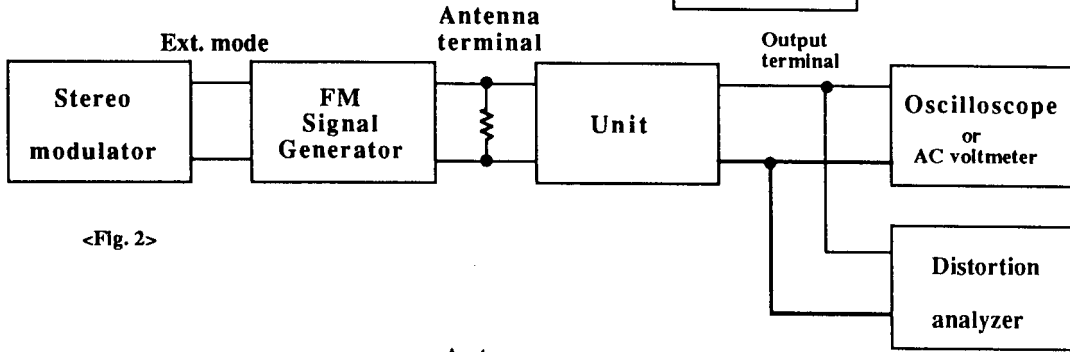 Antenna
terminal
Ext. mode
Output
terminal
Stereo
modulator
FM
Signal
Generator
Unit
Oscilloscope
or
AC voltmeter
<Fig. 2>
Distortion
analyzer